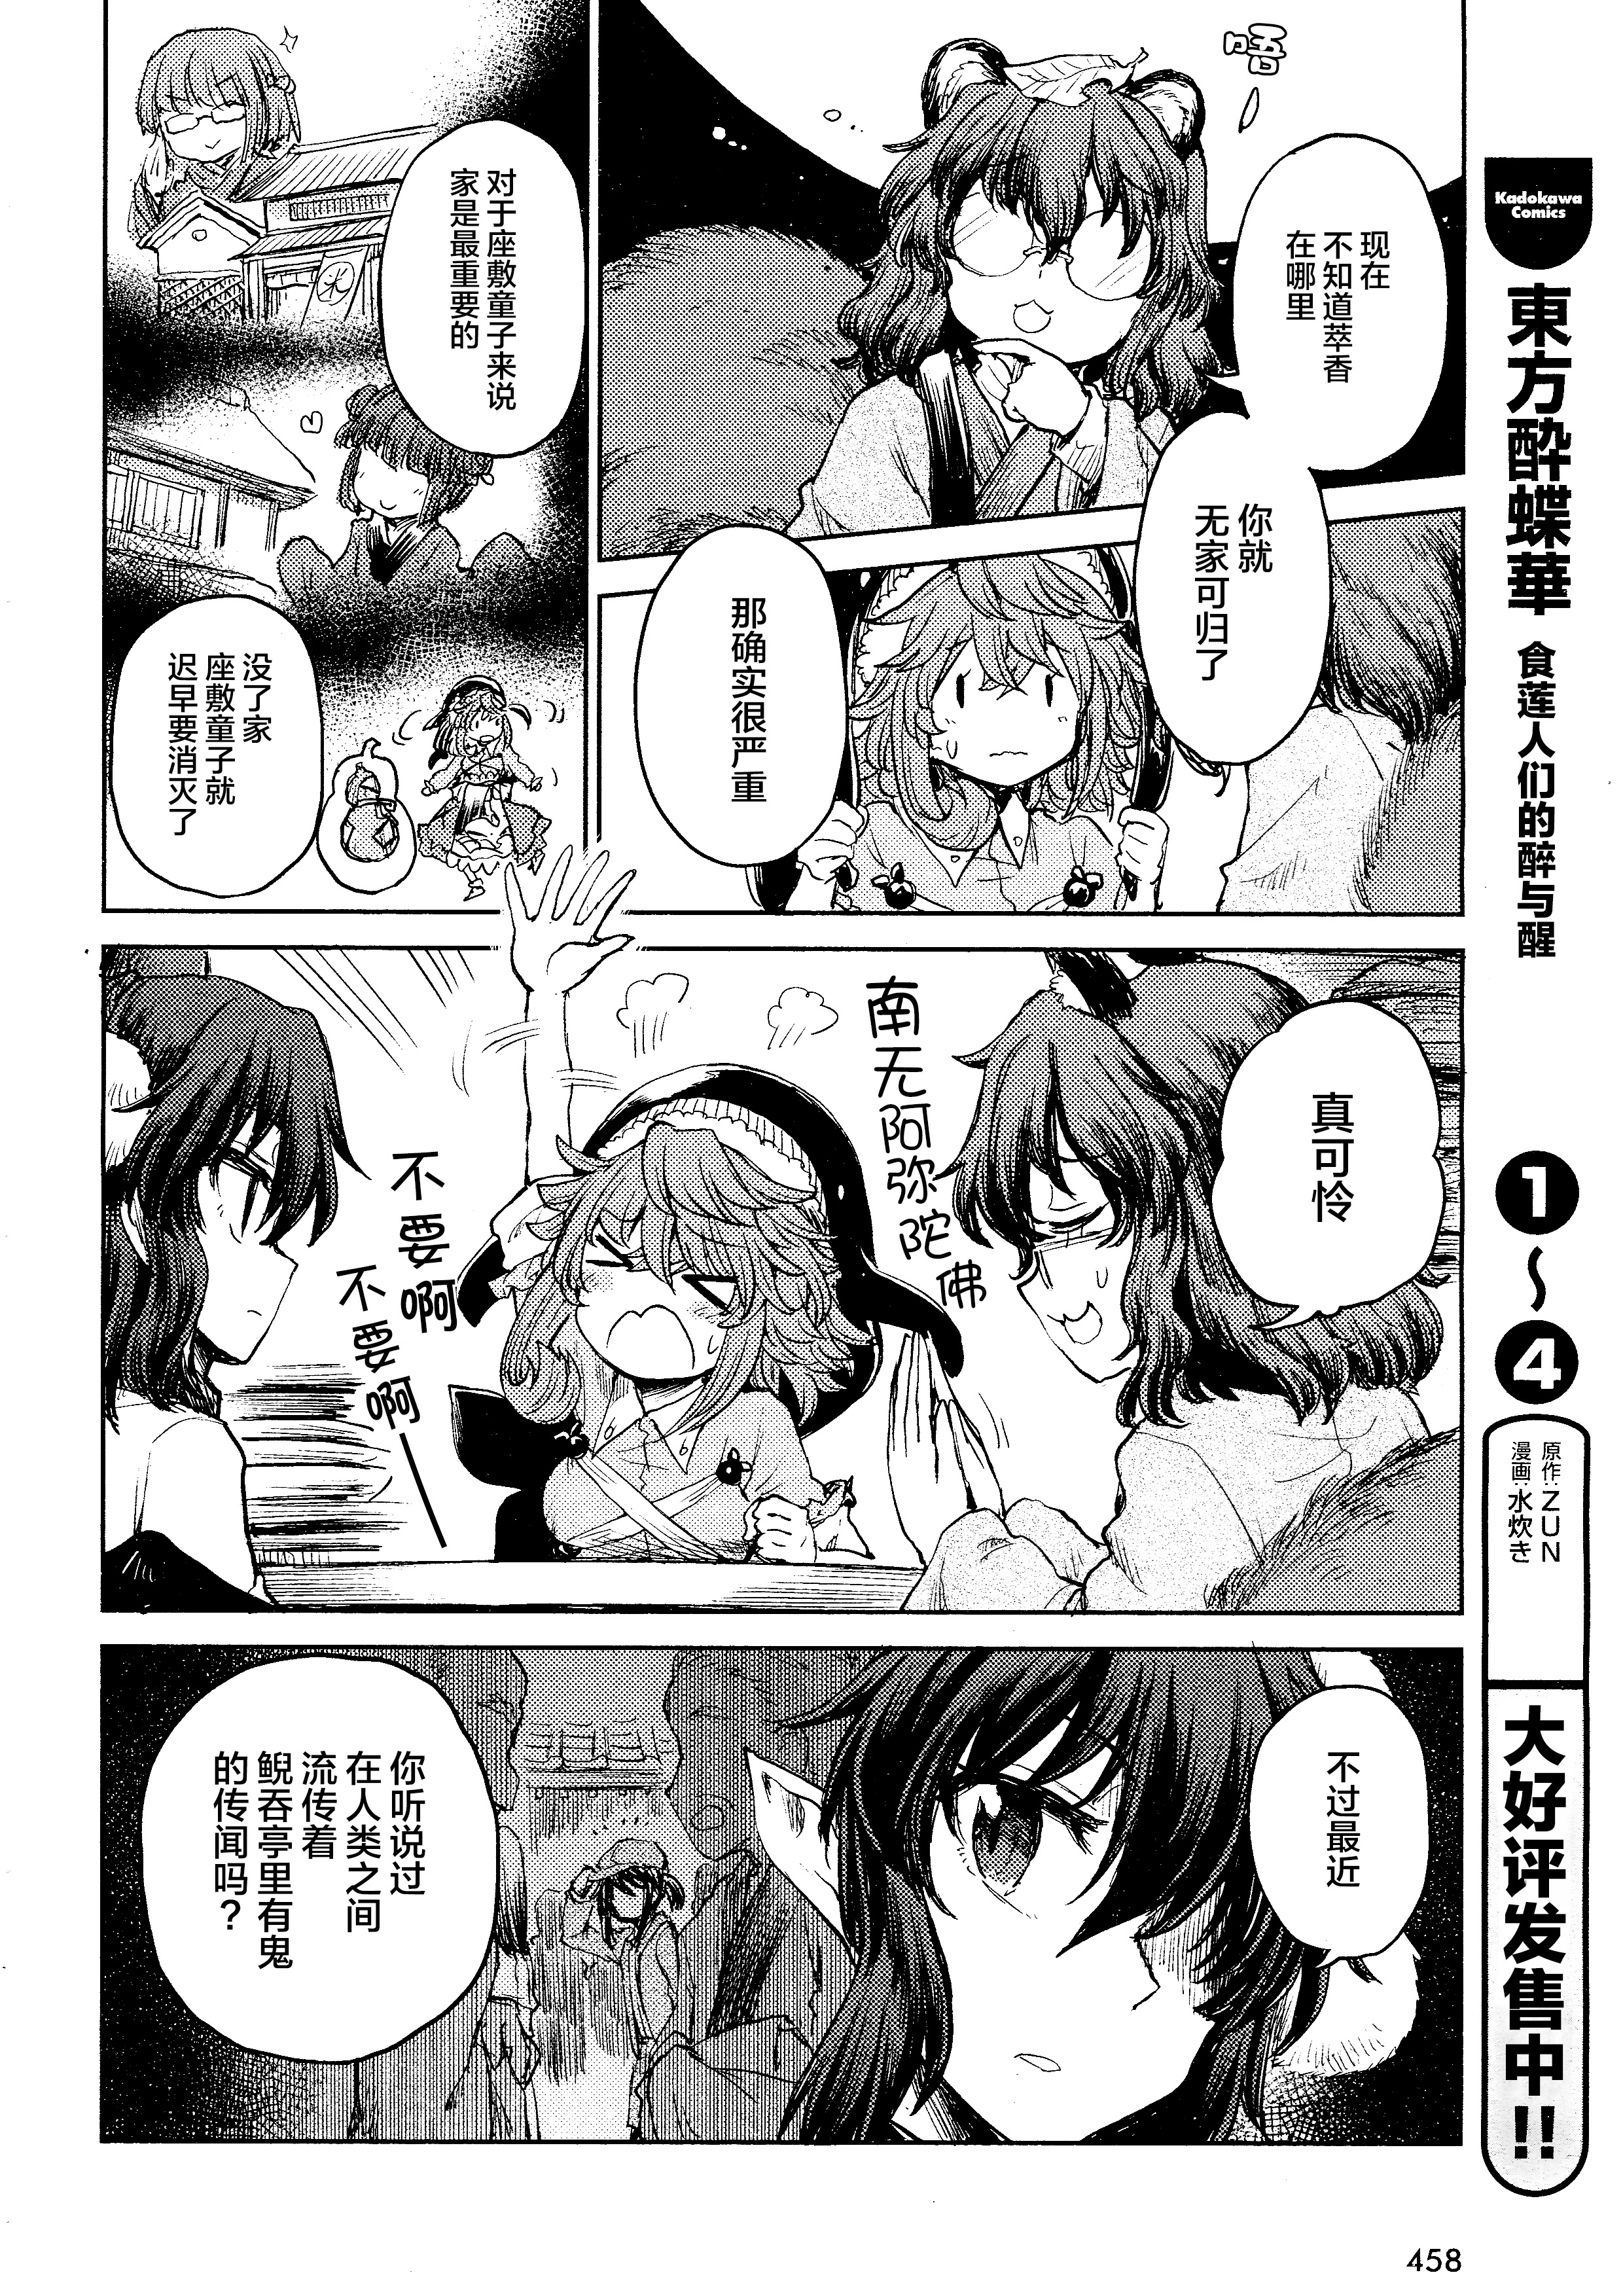 唔
现在
不知道萃香
在哪里
你就
无家可归了
那确实很严重
对于座敷童子来说
家是最重要的
没了家
座敷童子就
迟早要消灭了
真可怜
南无阿弥陀佛
不要啊
不要啊——
不过最近
你听说过
在人类之间
流传着
鲵吞亭里有鬼
的传闻吗？
Kadokawa
Comics
東方酔蝶華
食莲人们的醉与醒
1～4
原作：ZUN
漫画：水炊き
大好评发售中!!
458